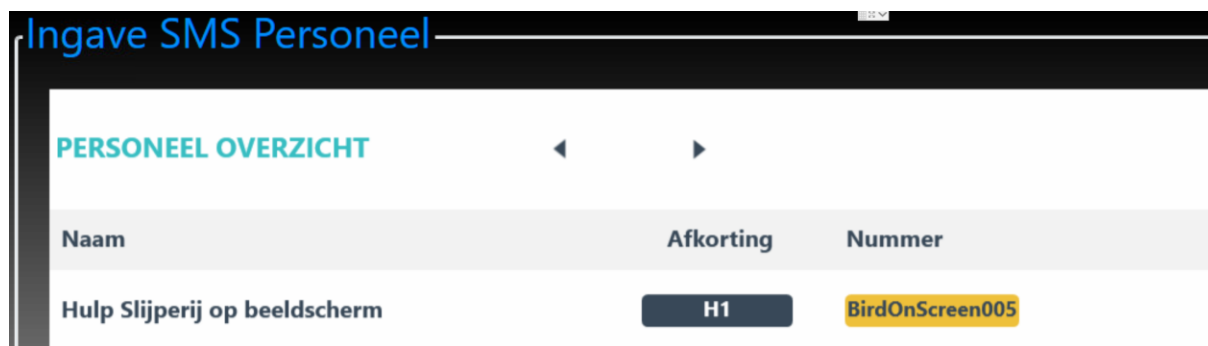 Ingave SMS Personeel
PERSONEEL OVERZICHT
Naam Afkorting Nummer
Hulp Slijperij op beeldscherm H1 BirdOnScreen005